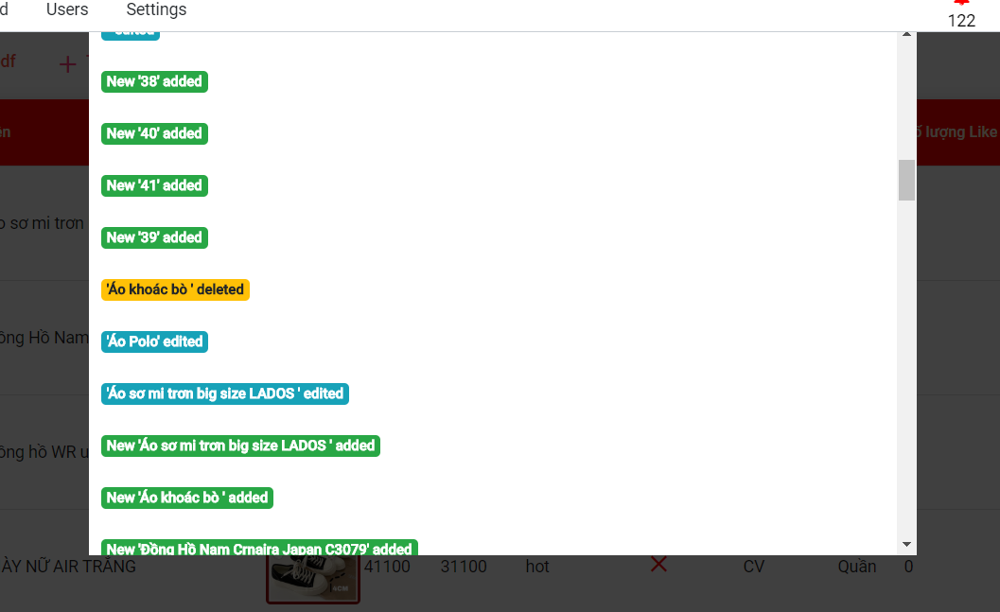 d Users Settings
122
df
edited
New '38' added
New '40' added
ên
ố lượng Like
New '41' added
New '39' added
o sơ mi trơn
'Áo khoác bò ' deleted
'Áo Polo' edited
ồng Hồ Nam
'Áo sơ mi trơn big size LADOS ' edited
New 'Áo sơ mi trơn big size LADOS ' added
ồng hồ WR u
New 'Áo khoác bò ' added
New 'Đồng Hồ Nam Crnaira Japan C3079' added
ÀY NỮ AIR TRẮNG 41100 31100 hot CV Quần 0
4CM